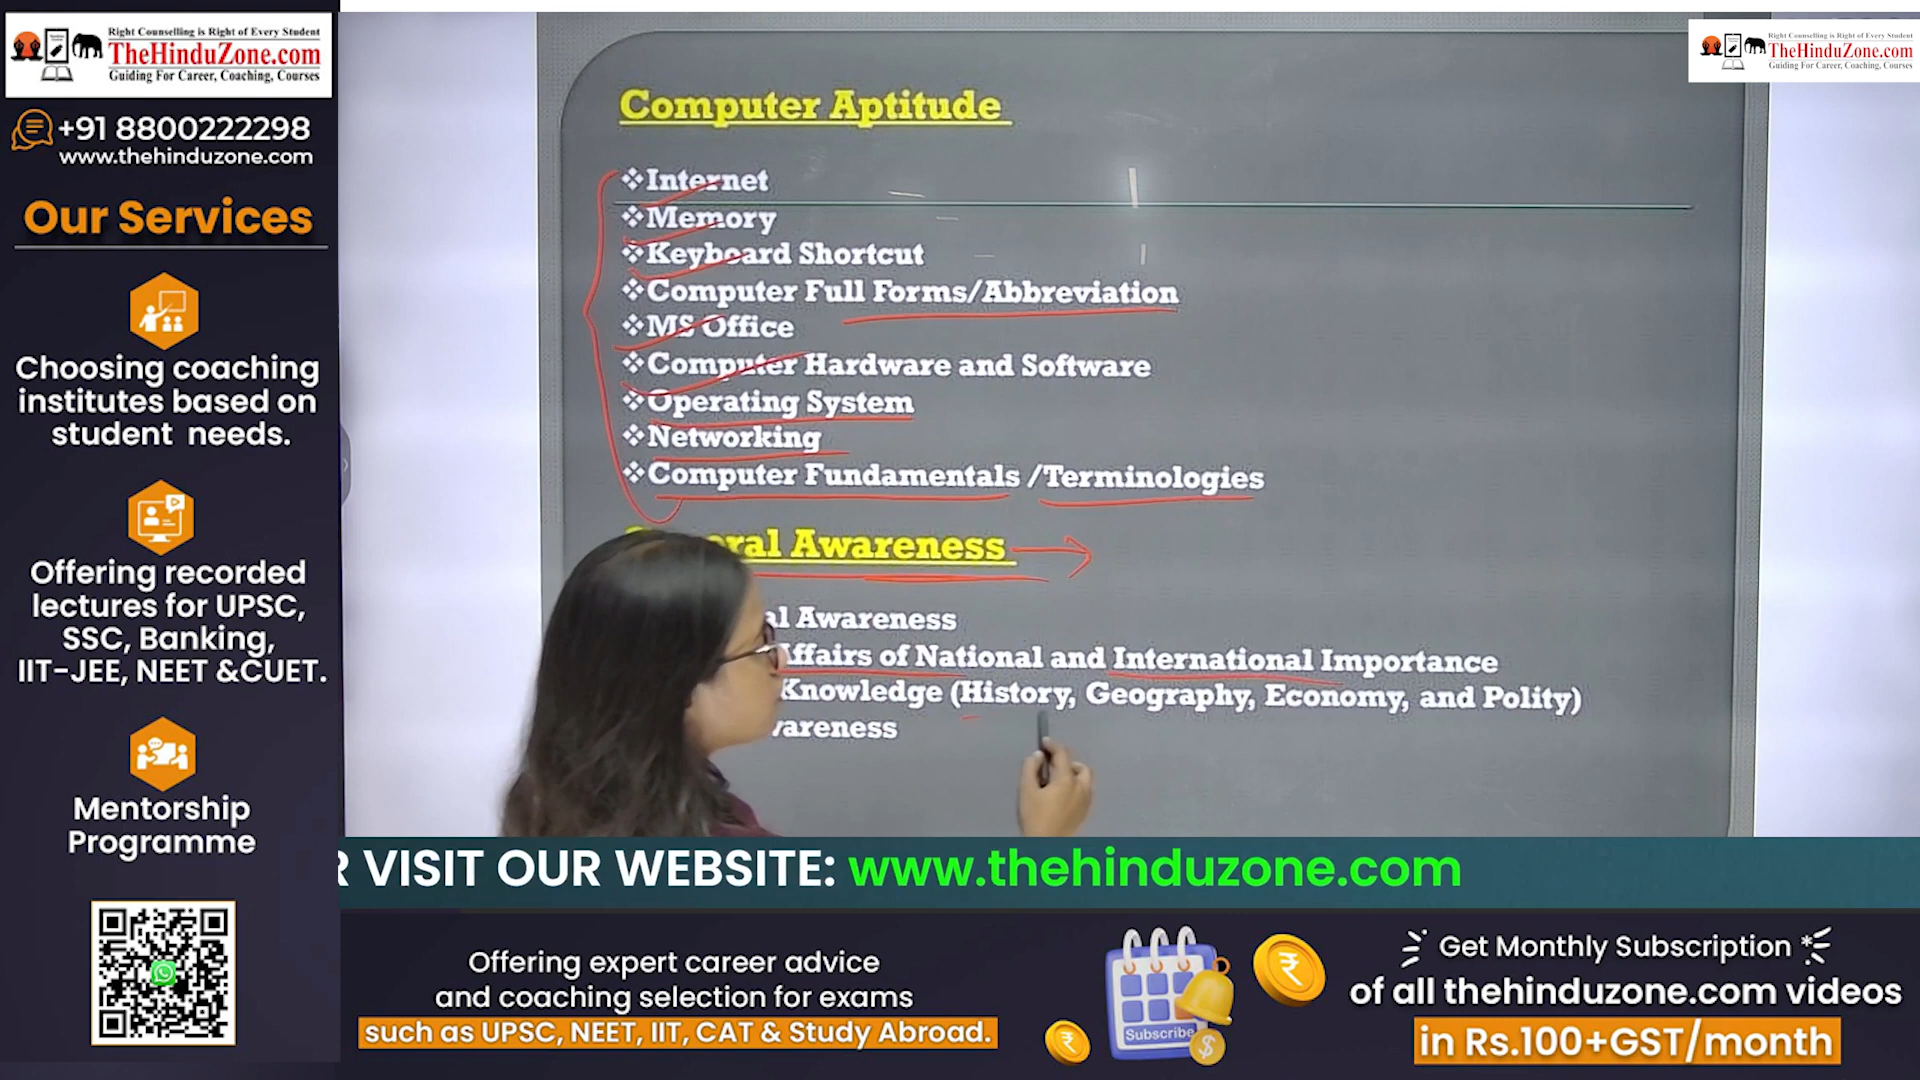 Right Counselling is Right of Every Student
TheHinduZone.com
Guiding For Career, Coaching, Courses
+91 8800222298
www.thehinduzone.com
Our Services
Choosing coaching
institutes based on
student needs.
Offering recorded
lectures for UPSC,
SSC, Banking,
IIT-JEE, NEET &CUET.
Mentorship
Programme
Right Counselling is Right of Every Student
TheHinduZone.com
Guiding For Career, Coaching, Courses
Computer Aptitude
❖Internet
❖Memory
❖Keyboard Shortcut
❖Computer Full Forms/Abbreviation
❖MS Office
❖Computer Hardware and Software
❖Operating System
❖Networking
❖Computer Fundamentals /Terminologies
Awareness
Awareness
of National and International Importance
Knowledge (History, Geography, Economy, and Polity)
VISIT OUR WEBSITE: www.thehinduzone.com
Offering expert career advice
and coaching selection for exams
such as UPSC, NEET, IIT, CAT & Study Abroad.
Subscribe
Get Monthly Subscription
of all thehinduzone.com videos
in Rs.100+GST/month